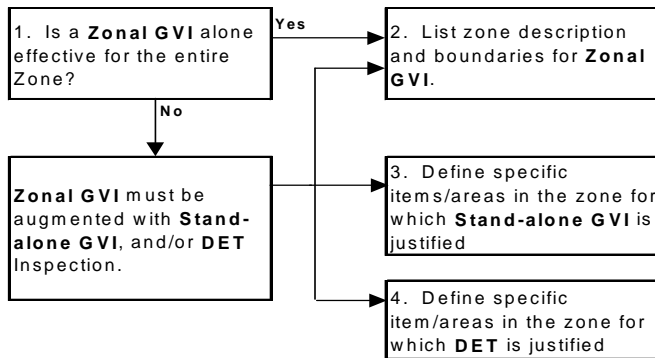 1. Is a Zonal GVI alone
effective for the entire
Zone?
Yes
2. List zone description
and boundaries for Zonal
GVI.
No
Zonal GVI must be
augmented with Stand-
alone GVI, and/or DET
Inspection.
3. Define specific
items/areas in the zone for
which Stand-alone GVI is
justified
4. Define specific
item/areas in the zone for
which DET is justified